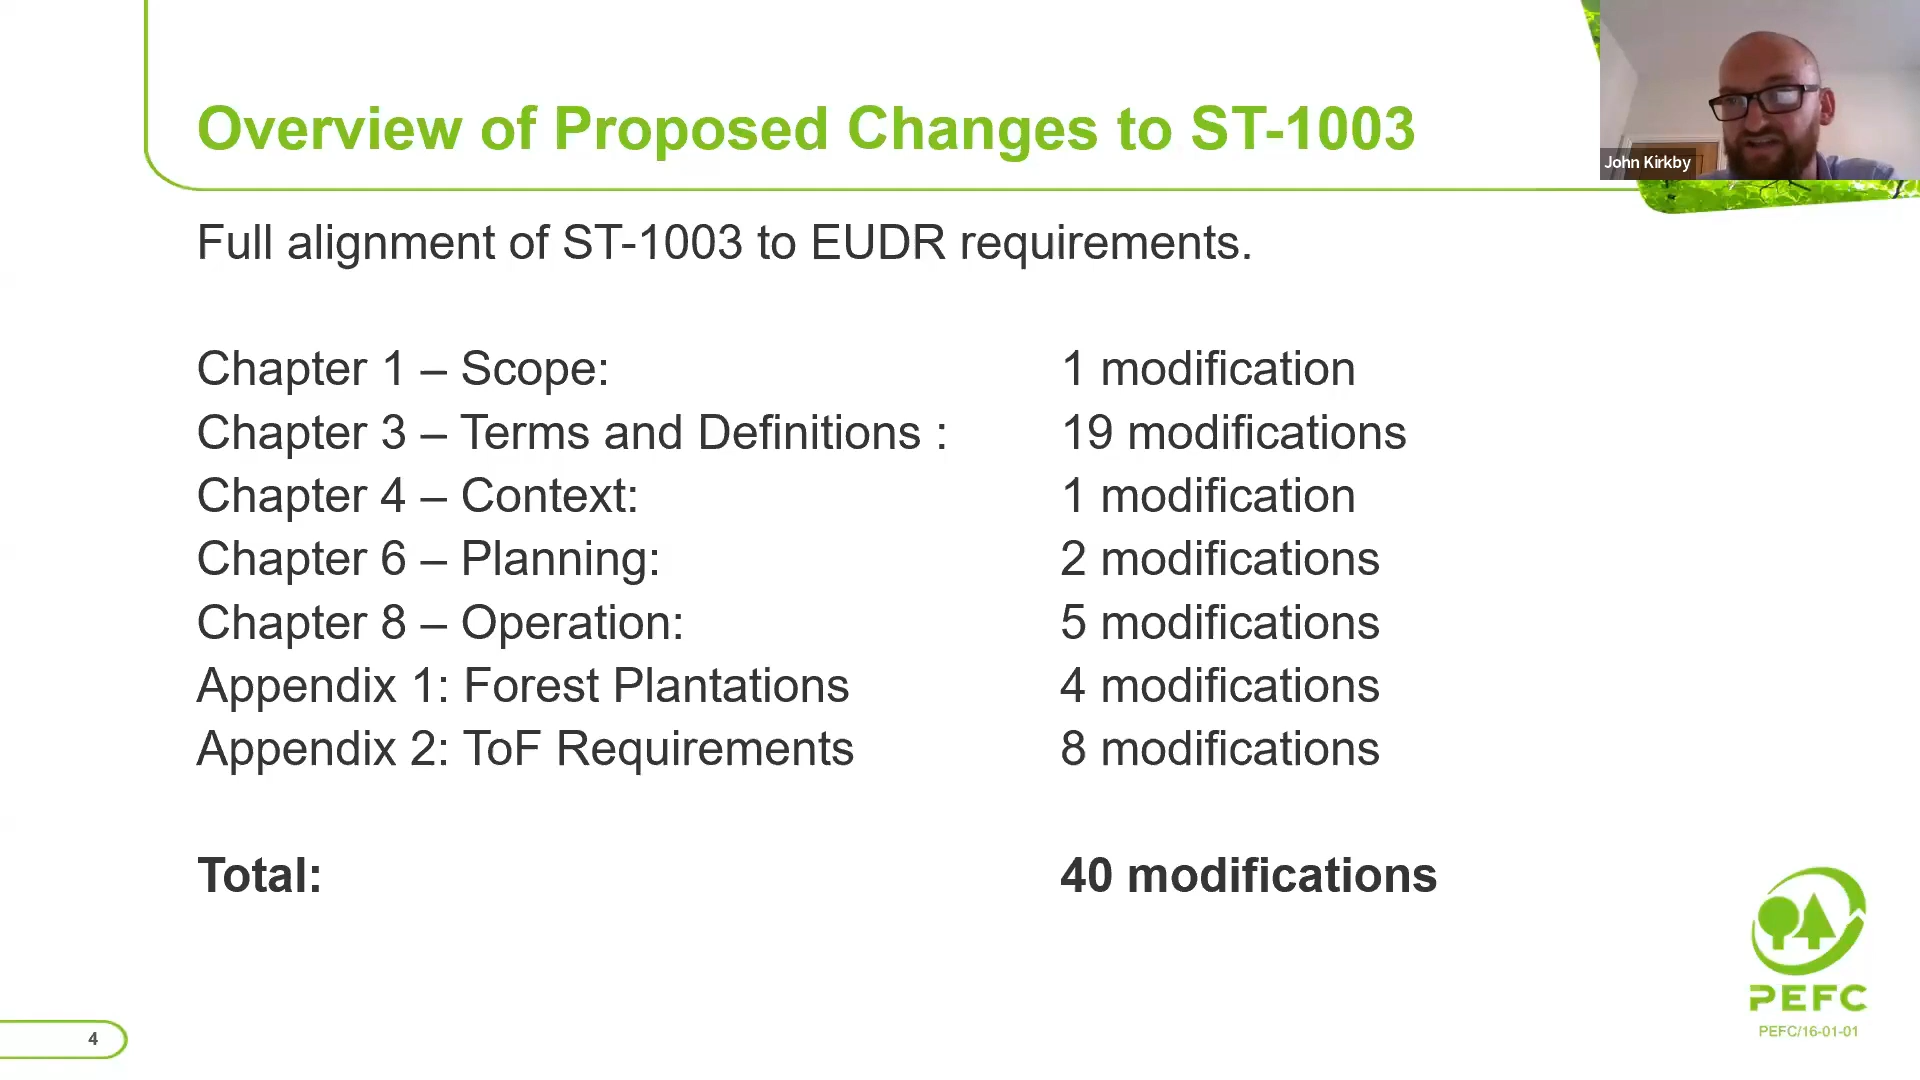 Overview of Proposed Changes to ST-1003
John Kirkby
Full alignment of ST-1003 to EUDR requirements.
Chapter 1 – Scope: 1 modification
Chapter 3 – Terms and Definitions : 19 modifications
Chapter 4 – Context: 1 modification
Chapter 6 – Planning: 2 modifications
Chapter 8 – Operation: 5 modifications
Appendix 1: Forest Plantations 4 modifications
Appendix 2: ToF Requirements 8 modifications
Total: 40 modifications
PEFC
PEFC/16-01-01
4